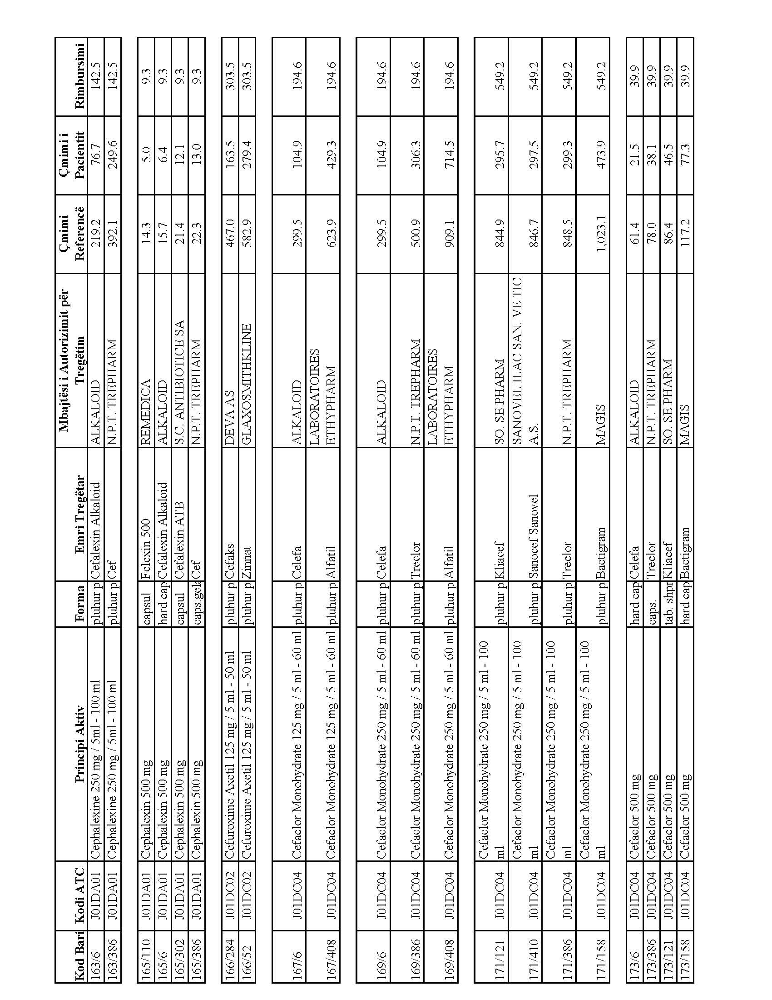 Kod Bari Kodi ATC Principi Aktiv Forma Emri Tregëtar Mbajtësi i Autorizimit për Tregëtim Çmimi Referencë Çmimi i Pacientit Rimbursimi
163/6 J01DA01 Cephalexine 250 mg / 5ml - 100 ml pluhur p Cefalexin Alkaloid ALKALOID 219.2 76.7 142.5
163/386 J01DA01 Cephalexine 250 mg / 5ml - 100 ml pluhur p Cef N.P.T. TREPHARM 392.1 249.6 142.5
165/110 J01DA01 Cephalexin 500 mg capsul Felexin 500 REMEDICA 14.3 5.0 9.3
165/6 J01DA01 Cephalexin 500 mg hard cap Cefalexin Alkaloid ALKALOID 15.7 6.4 9.3
165/302 J01DA01 Cephalexin 500 mg capsul Cefalexin ATB S.C. ANTIBIOTICE SA 21.4 12.1 9.3
165/386 J01DA01 Cephalexin 500 mg caps.gela Cef N.P.T. TREPHARM 22.3 13.0 9.3
166/284 J01DC02 Cefuroxime Axetil 125 mg / 5 ml - 50 ml pluhur p Cefaks DEVA AS 467.0 163.5 303.5
166/52 J01DC02 Cefuroxime Axetil 125 mg / 5 ml - 50 ml pluhur p Zinnat GLAXOSMITHKLINE 582.9 279.4 303.5
167/6 J01DC04 Cefaclor Monohydrate 125 mg / 5 ml - 60 ml pluhur p Celefa ALKALOID 299.5 104.9 194.6
167/408 J01DC04 Cefaclor Monohydrate 125 mg / 5 ml - 60 ml pluhur p Alfatil LABORATOIRES ETHYPHARM 623.9 429.3 194.6
169/6 J01DC04 Cefaclor Monohydrate 250 mg / 5 ml - 60 ml pluhur p Celefa ALKALOID 299.5 104.9 194.6
169/386 J01DC04 Cefaclor Monohydrate 250 mg / 5 ml - 60 ml pluhur p Treclor N.P.T. TREPHARM 500.9 306.3 194.6
169/408 J01DC04 Cefaclor Monohydrate 250 mg / 5 ml - 60 ml pluhur p Alfatil LABORATOIRES ETHYPHARM 909.1 714.5 194.6
171/121 J01DC04 Cefaclor Monohydrate 250 mg / 5 ml - 100 ml pluhur p Kliacef SO. SE PHARM 844.9 295.7 549.2
171/410 J01DC04 Cefaclor Monohydrate 250 mg / 5 ml - 100 ml pluhur p Sanocef Sanovel SANOVEL ILAC SAN. VE TIC A.S. 846.7 297.5 549.2
171/386 J01DC04 Cefaclor Monohydrate 250 mg / 5 ml - 100 ml pluhur p Treclor N.P.T. TREPHARM 848.5 299.3 549.2
171/158 J01DC04 Cefaclor Monohydrate 250 mg / 5 ml - 100 ml pluhur p Bactigram MAGIS 1,023.1 473.9 549.2
173/6 J01DC04 Cefaclor 500 mg hard cap Celefa ALKALOID 61.4 21.5 39.9
173/386 J01DC04 Cefaclor 500 mg caps. Treclor N.P.T. TREPHARM 78.0 38.1 39.9
173/121 J01DC04 Cefaclor 500 mg tab. shpr Kliacef SO. SE PHARM 86.4 46.5 39.9
173/158 J01DC04 Cefaclor 500 mg hard cap Bactigram MAGIS 117.2 77.3 39.9